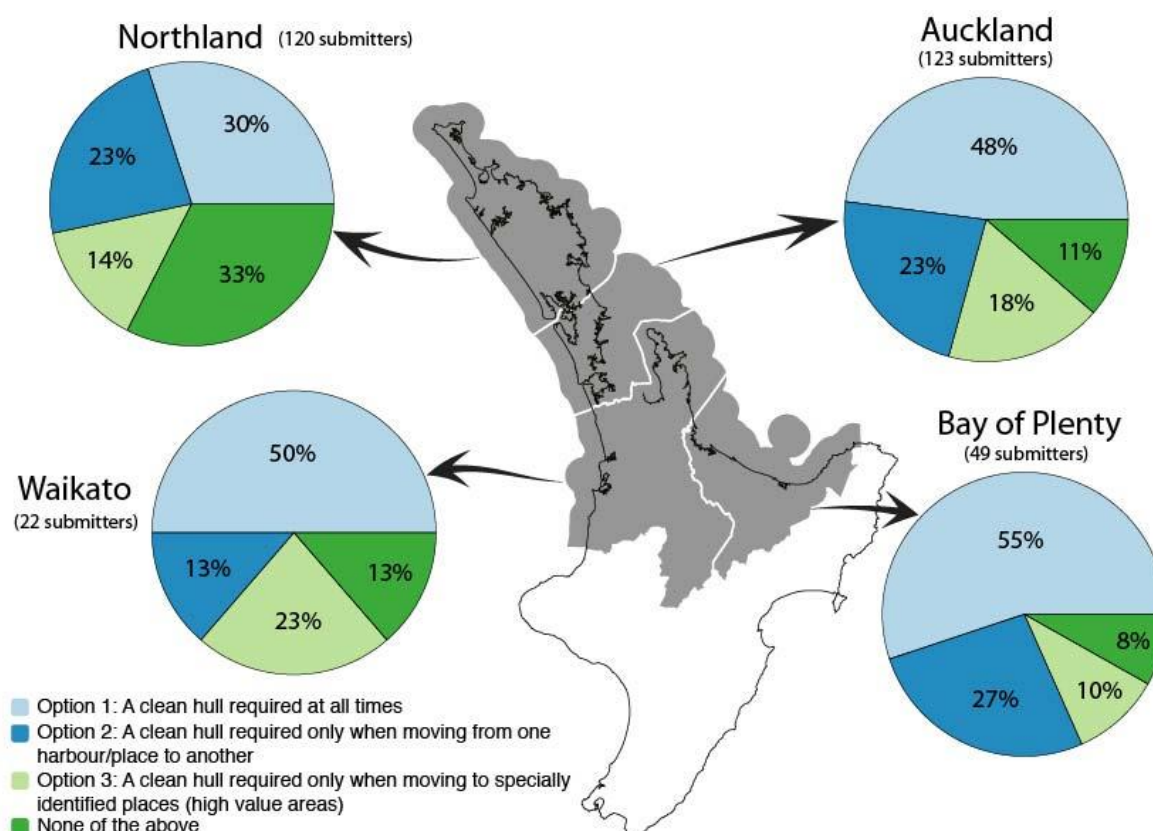 Northland (120 submitters)
30%
23%
14%
33%
Auckland
(123 submitters)
48%
23%
18%
11%
Waikato
(22 submitters)
50%
13%
23%
13%
Bay of Plenty
(49 submitters)
55%
27%
10%
8%
Option 1: A clean hull required at all times
Option 2: A clean hull required only when moving from one
harbour/place to another
Option 3: A clean hull required only when moving to specially
identified places (high value areas)
None of the above